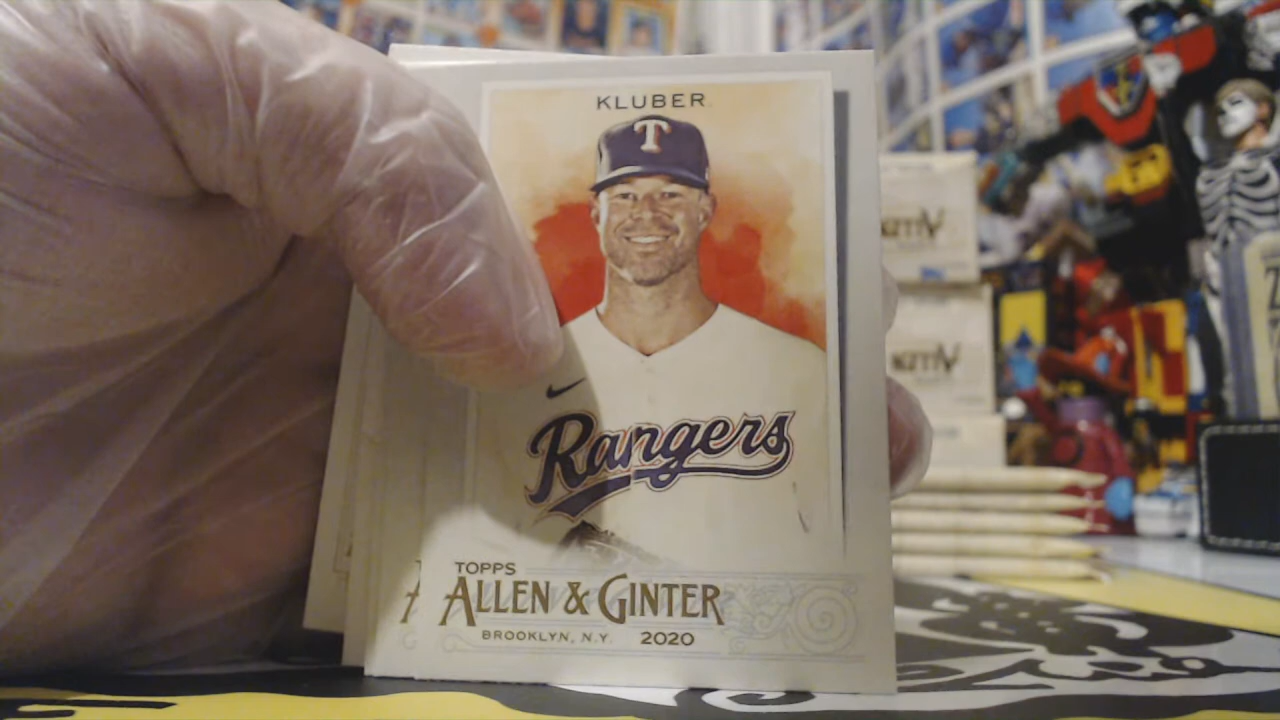 KLUBER
T
Rangers
TOPPS
ALLEN & GINTER
BROOKLYN, N.Y. 2020